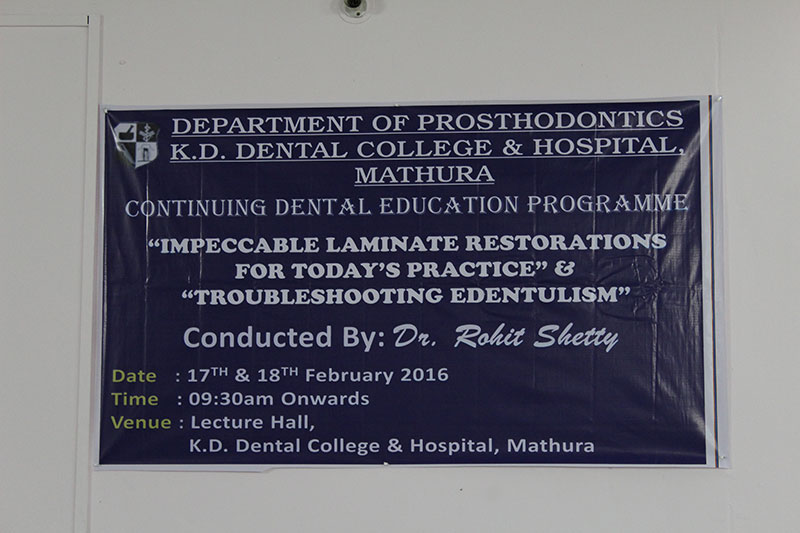 DEPARTMENT OF PROSTHODONTICS
K.D. DENTAL COLLEGE & HOSPITAL,
MATHURA
CONTINUING DENTAL EDUCATION PROGRAMME
“IMPECCABLE LAMINATE RESTORATIONS
FOR TODAY’S PRACTICE” &
“TROUBLESHOOTING EDENTULISM”
Conducted By: Dr. Rohit Shetty
Date : 17TH & 18TH February 2016
Time : 09:30am Onwards
Venue : Lecture Hall,
K.D. Dental College & Hospital, Mathura